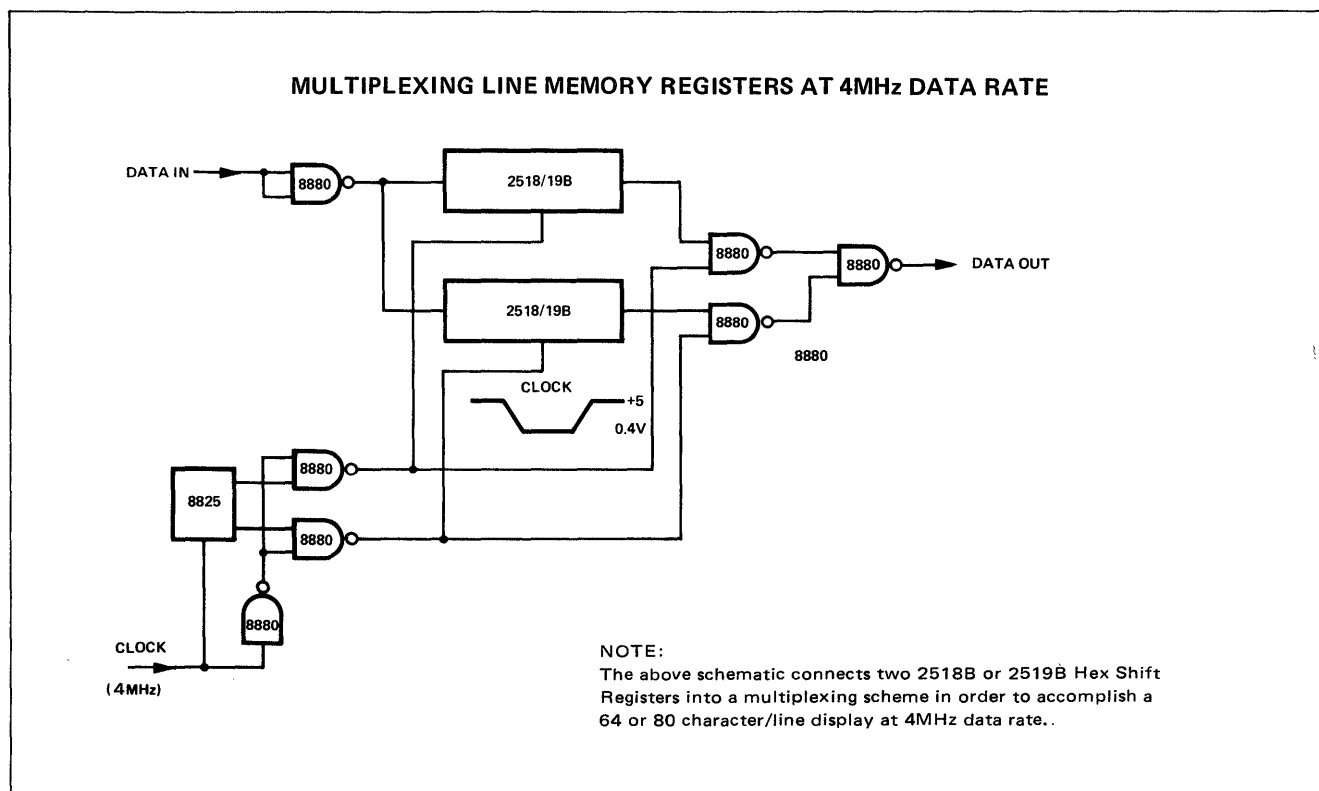 MULTIPLEXING LINE MEMORY REGISTERS AT 4MHz DATA RATE
DATA IN
8880
2518/19B
8880
8880
DATA OUT
2518/19B
8880
8880
CLOCK
+5
0.4V
8880
8825
8880
8880
CLOCK
(4MHz)
NOTE:
The above schematic connects two 2518B or 2519B Hex Shift
Registers into a multiplexing scheme in order to accomplish a
64 or 80 character/line display at 4MHz data rate..